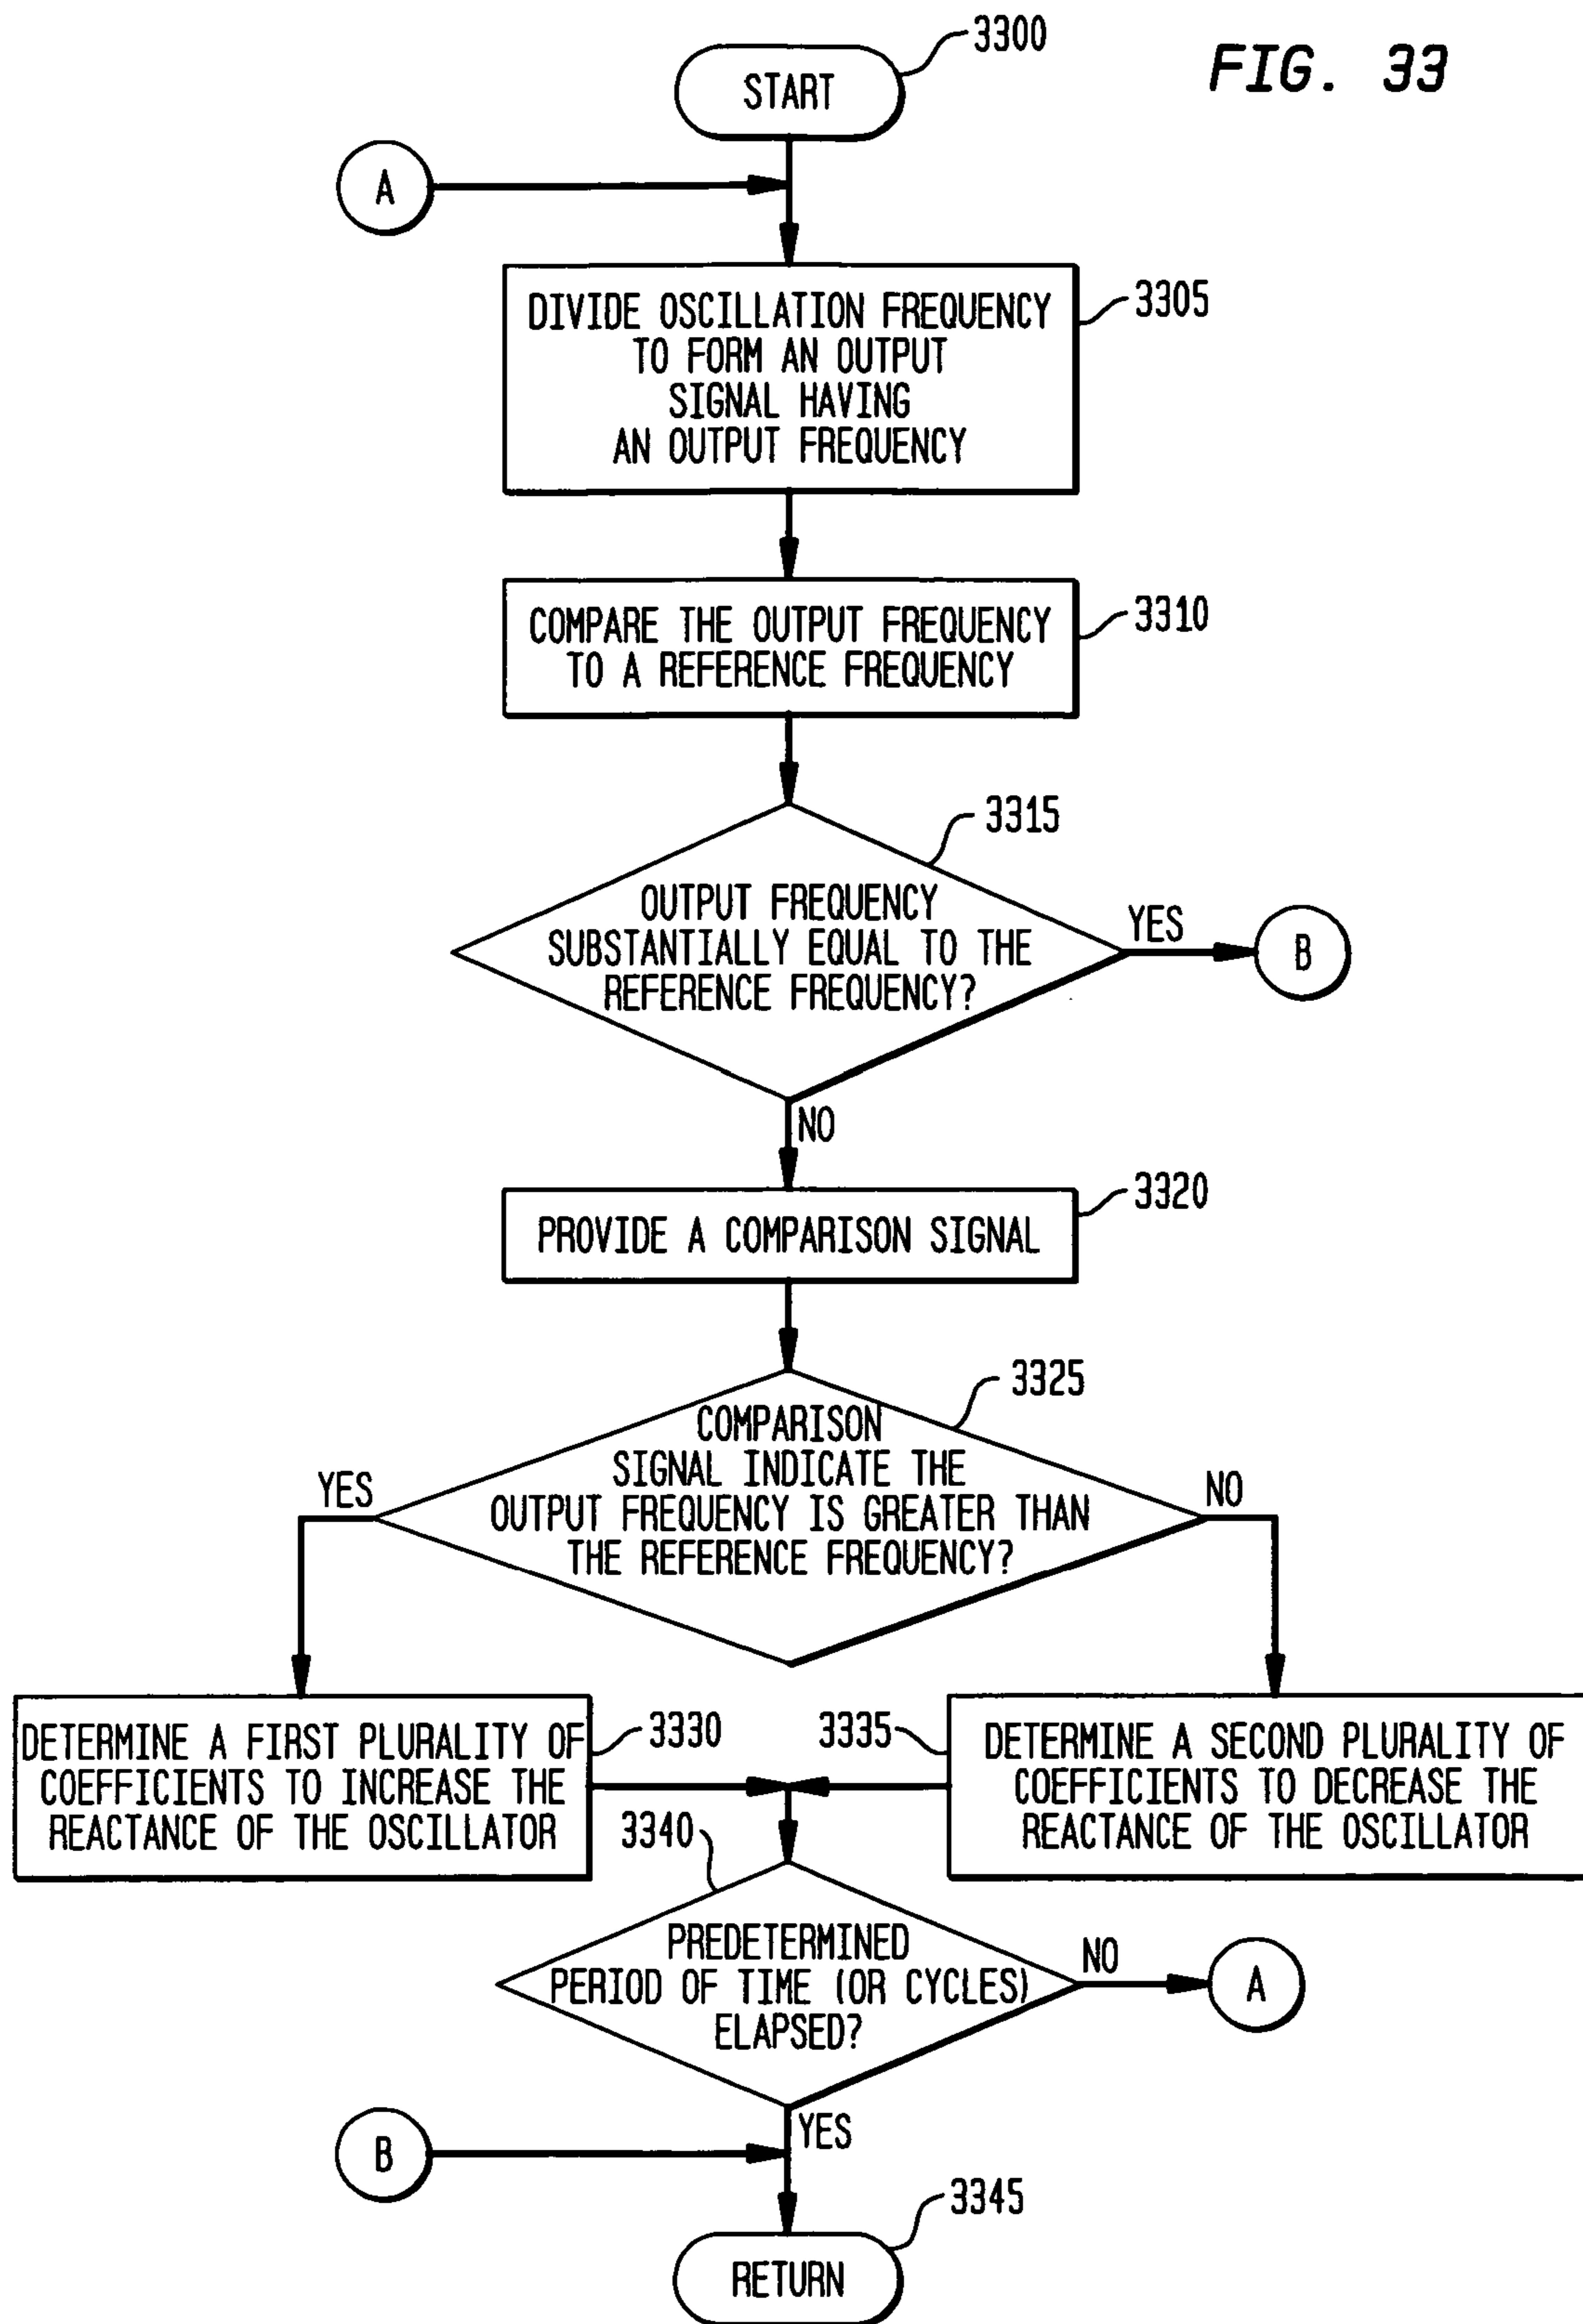 3300
FIG. 33
START
A
DIVIDE OSCILLATION FREQUENCY
TO FORM AN OUTPUT
SIGNAL HAVING
AN OUTPUT FREQUENCY
3305
COMPARE THE OUTPUT FREQUENCY
TO A REFERENCE FREQUENCY
3310
3315
OUTPUT FREQUENCY
SUBSTANTIALLY EQUAL TO THE
REFERENCE FREQUENCY?
YES
B
NO
3320
PROVIDE A COMPARISON SIGNAL
3325
COMPARISON
SIGNAL INDICATE THE
OUTPUT FREQUENCY IS GREATER THAN
THE REFERENCE FREQUENCY?
YES
NO
DETERMINE A FIRST PLURALITY OF
COEFFICIENTS TO INCREASE THE
REACTANCE OF THE OSCILLATOR
3330
3335
DETERMINE A SECOND PLURALITY OF
COEFFICIENTS TO DECREASE THE
REACTANCE OF THE OSCILLATOR
3340
PREDETERMINED
PERIOD OF TIME (OR CYCLES)
ELAPSED?
NO
A
YES
B
3345
RETURN